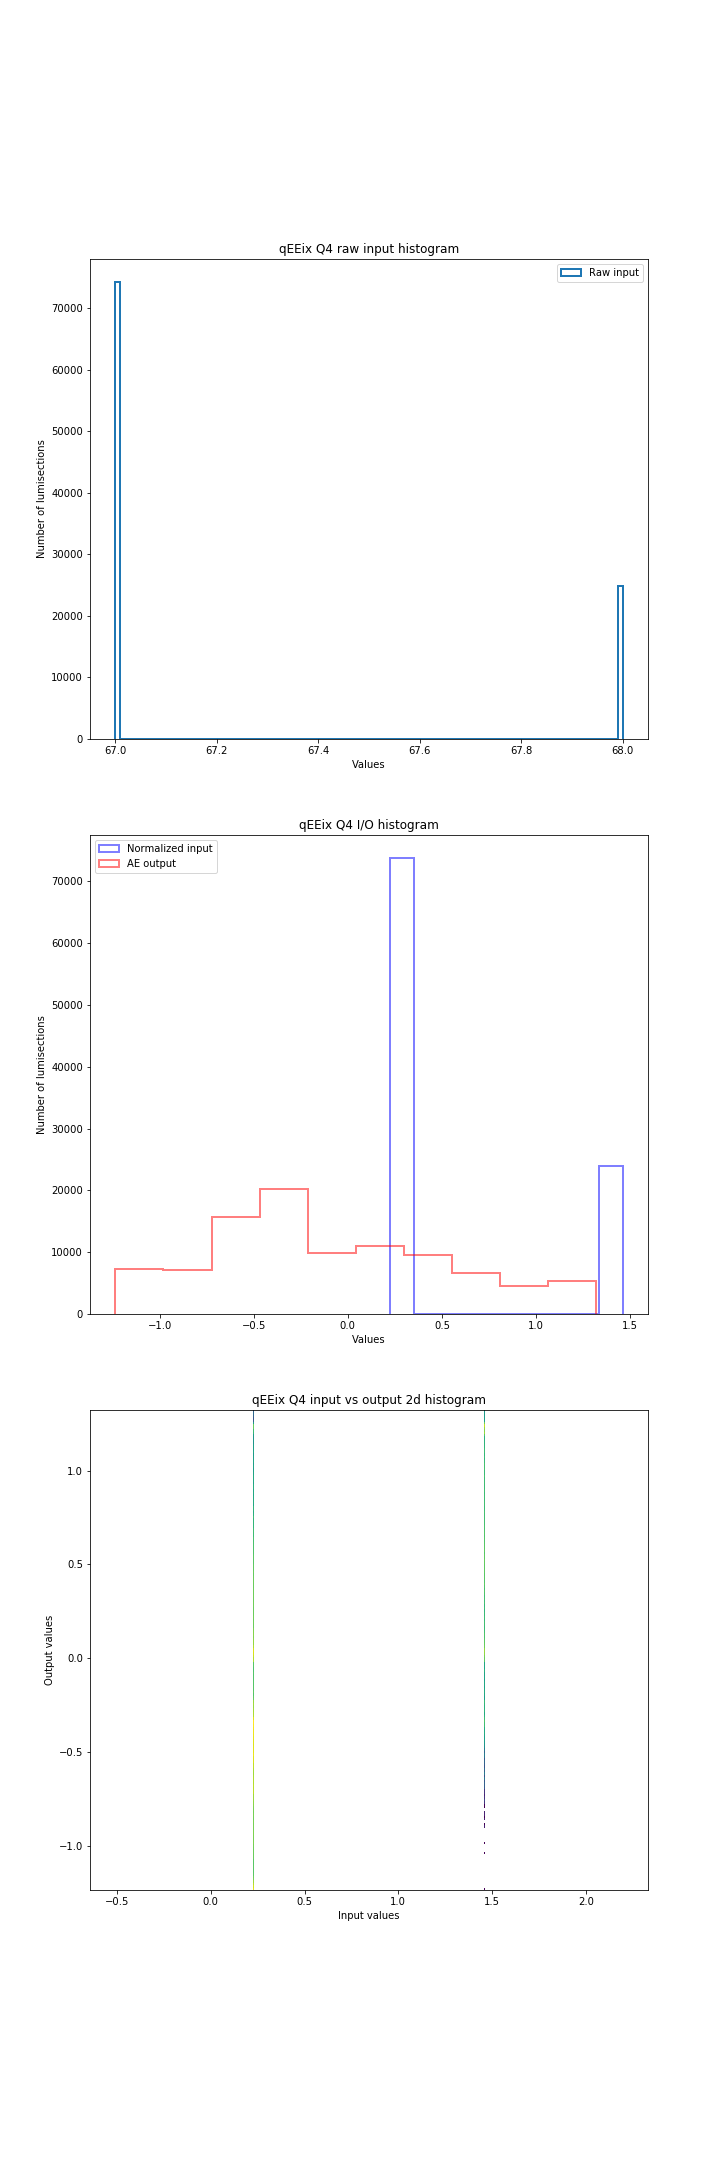 qEEix Q4 raw input histogram
Raw input
70000
60000
50000
40000
30000
20000
10000
0
Number of lumisections
67.0 67.2 67.4 67.6 67.8 68.0
Values
qEEix Q4 I/O histogram
Normalized input
AE output
70000
60000
50000
40000
30000
20000
10000
0
Number of lumisections
−1.0 −0.5 0.0 0.5 1.0 1.5
Values
qEEix Q4 input vs output 2d histogram
1.0
0.5
0.0
−0.5
−1.0
Output values
−0.5 0.0 0.5 1.0 1.5 2.0
Input values